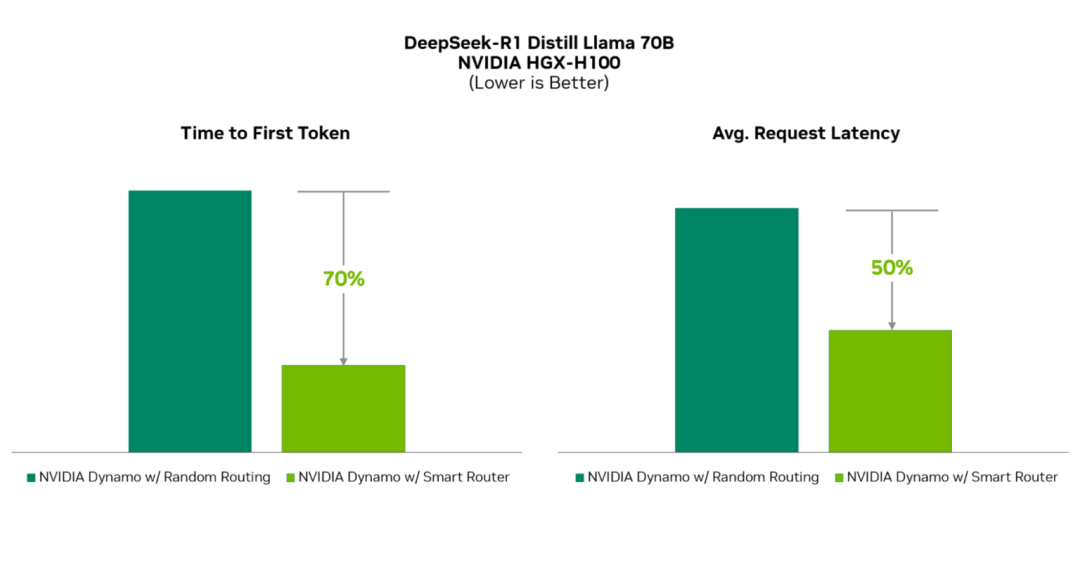 DeepSeek-R1 Distill Llama 70B
NVIDIA HGX-H100
(Lower is Better)
Time to First Token
70%
NVIDIA Dynamo w/ Random Routing
NVIDIA Dynamo w/ Smart Router
Avg. Request Latency
50%
NVIDIA Dynamo w/ Random Routing
NVIDIA Dynamo w/ Smart Router